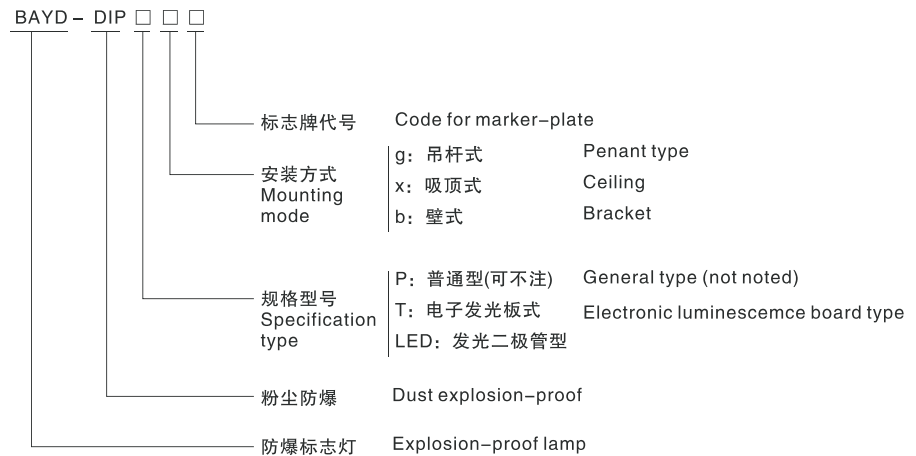 BAYD-DIP□□□
标志牌代号 Code for marker-plate
安装方式
Mounting
mode
g：吊杆式 Penant type
x：吸顶式 Ceiling
b：壁式 Bracket
规格型号
Specification
type
P：普通型(可不注) General type (not noted)
T：电子发光板式 Electronic luminescemce board type
LED：发光二极管型
粉尘防爆 Dust explosion-proof
防爆标志灯 Explosion-proof lamp